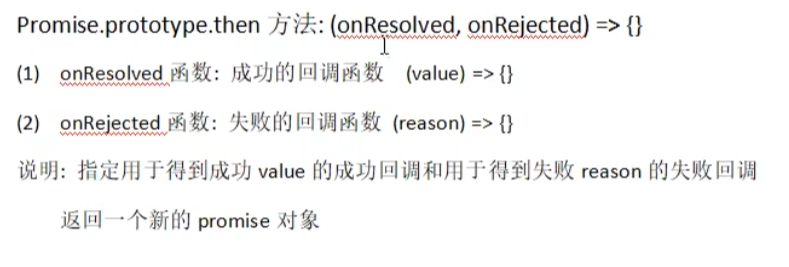 Promise.prototype.then 方法: (onResolved, onRejected) => {}
(1) onResolved 函数: 成功的回调函数 (value) => {}
(2) onRejected 函数: 失败的回调函数 (reason) => {}
说明: 指定用于得到成功 value 的成功回调和用于得到失败 reason 的失败回调
返回一个新的 promise 对象